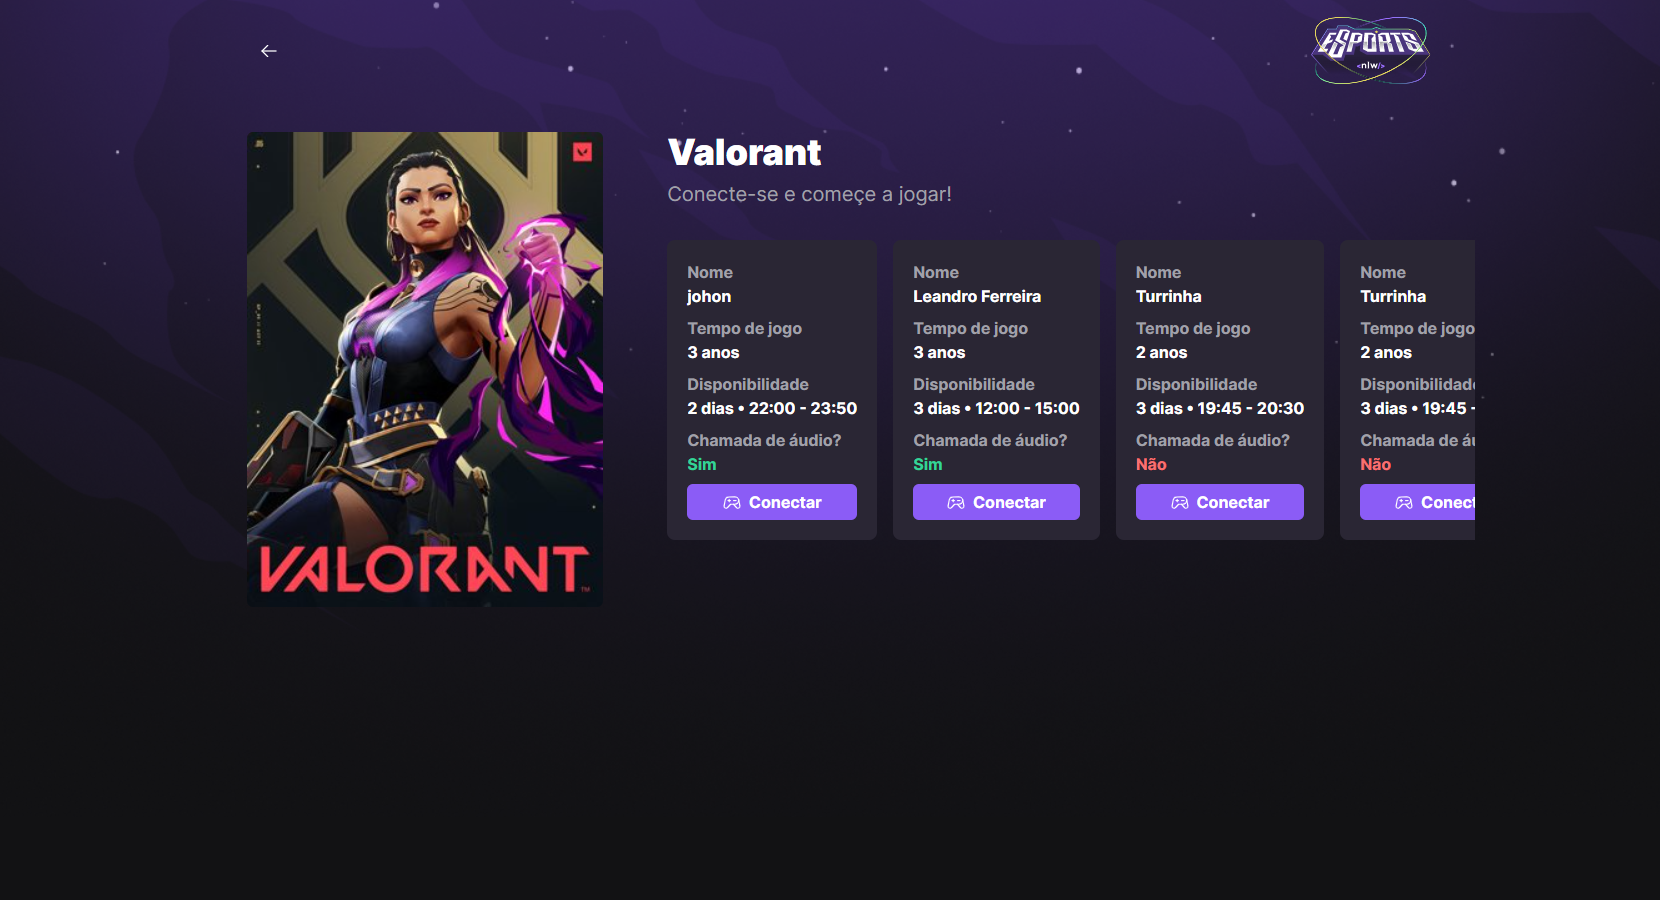 ESPORTS
<nlw/>
VALORANT
TM
Valorant
Conecte-se e começe a jogar!
Nome
johon
Tempo de jogo
3 anos
Disponibilidade
2 dias • 22:00 - 23:50
Chamada de áudio?
Sim
Conectar
Nome
Leandro Ferreira
Tempo de jogo
3 anos
Disponibilidade
3 dias • 12:00 - 15:00
Chamada de áudio?
Sim
Conectar
Nome
Turrinha
Tempo de jogo
2 anos
Disponibilidade
3 dias • 19:45 - 20:30
Chamada de áudio?
Não
Conectar
Nome
Turrinha
Tempo de jogo
2 anos
Disponibilidad
3 dias • 19:45 -
Chamada de áu
Não
Conect